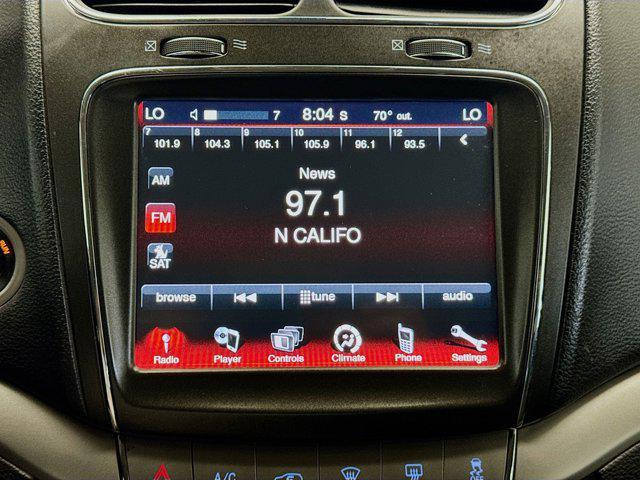 LO 7 8:04 S 70° out. LO
7 8 9 10 11 12
101.9 104.3 105.1 105.9 96.1 93.5
News
AM
97.1
FM
N CALIFO
SAT
browse tune audio
Radio Player Controls Climate Phone Settings
RUN
A/C OFF